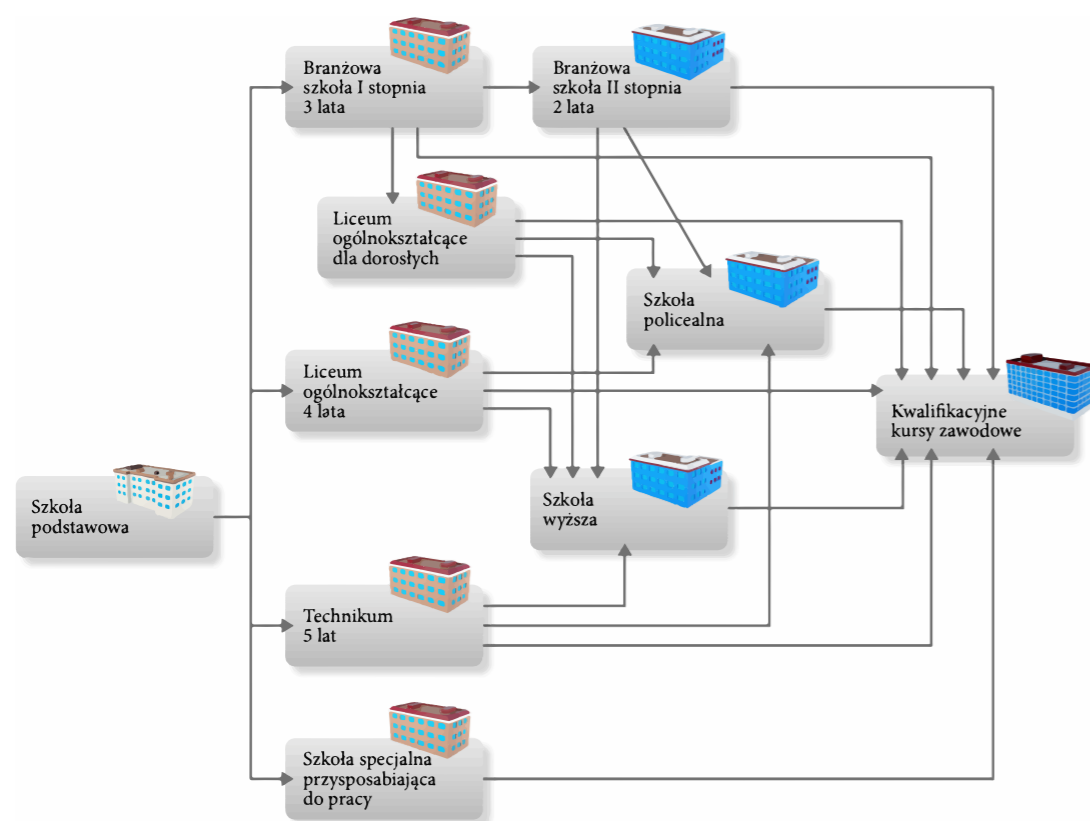 Branżowa
szkoła I stopnia
3 lata
Branżowa
szkoła II stopnia
2 lata
Liceum
ogólnokształcące
dla dorosłych
Szkoła
policealna
Liceum
ogólnokształcące
4 lata
Kwalifikacyjne
kursy zawodowe
Szkoła
podstawowa
Szkoła
wyższa
Technikum
5 lat
Szkoła specjalna
przysposabiająca
do pracy